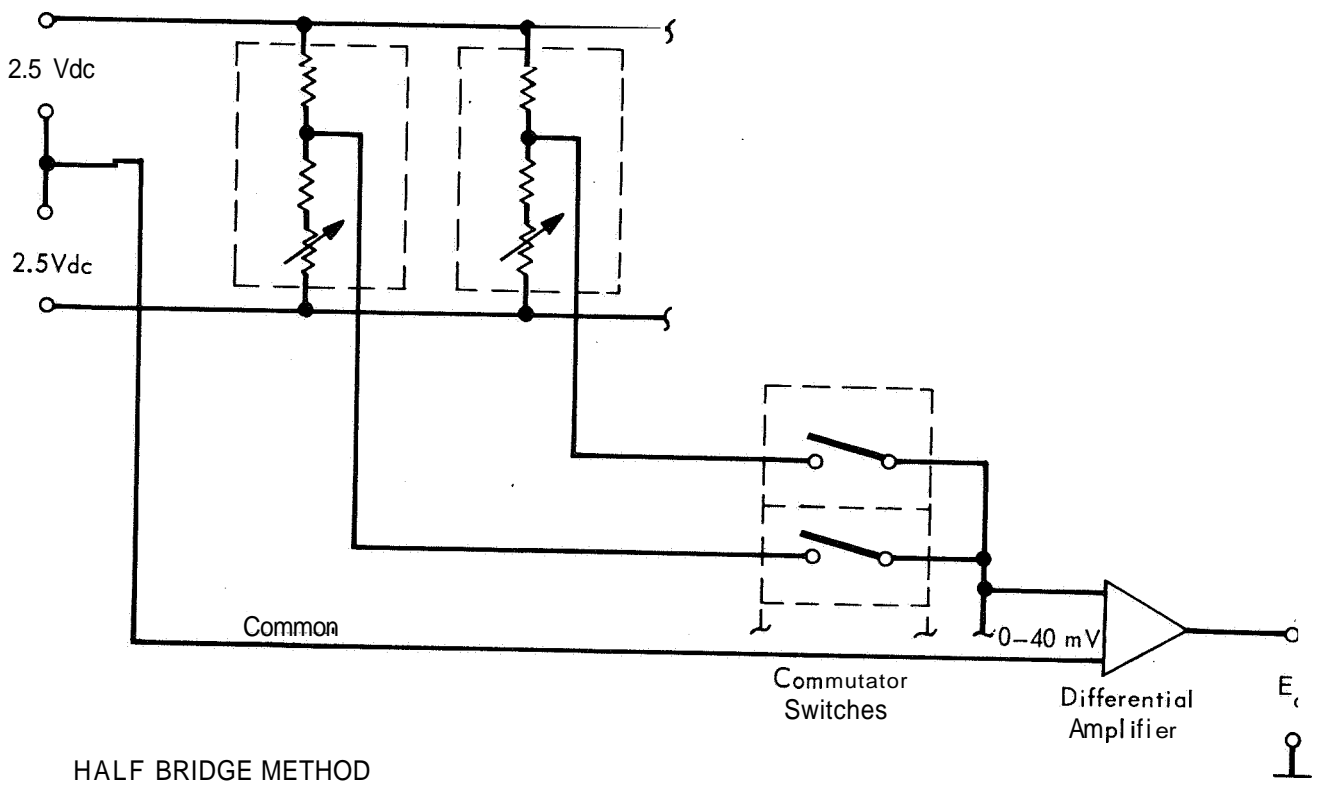 2.5 Vdc
2.5Vdc
Common
0-40 mV
Commutator
Switches
Differential
Amplifier
E
HALF BRIDGE METHOD